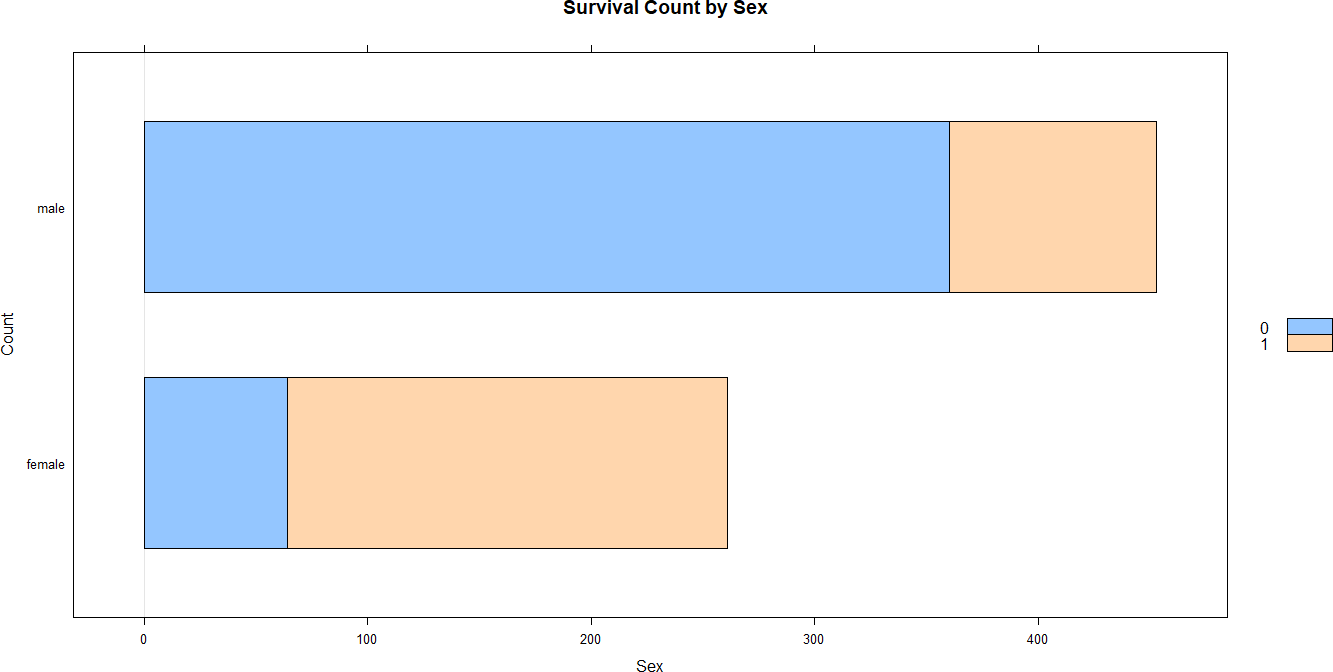 Survival Count by Sex
male
female
Count
0
1
0 100 200 300 400
Sex